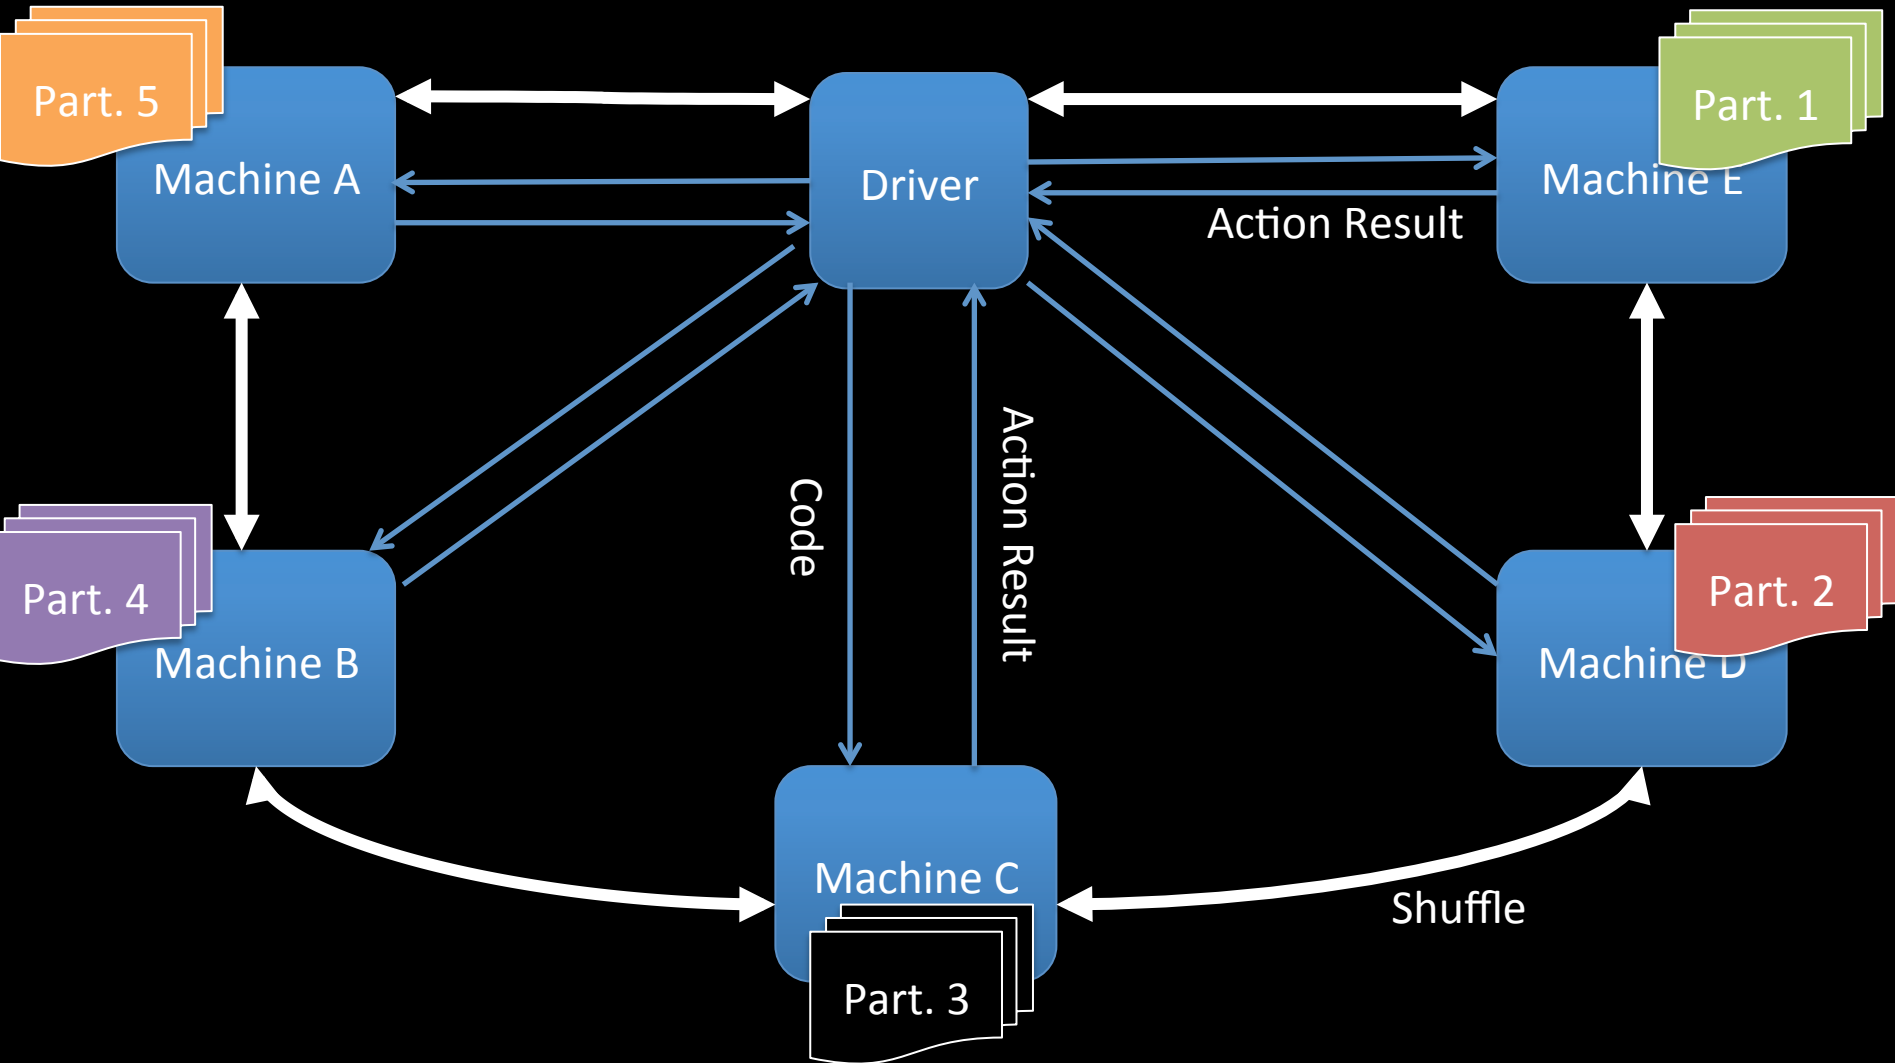 Part. 5
Part. 1
Machine A
Driver
Machine E
Action Result
Code
Action Result
Part. 4
Part. 2
Machine B
Machine D
Machine C
Shuffle
Part. 3